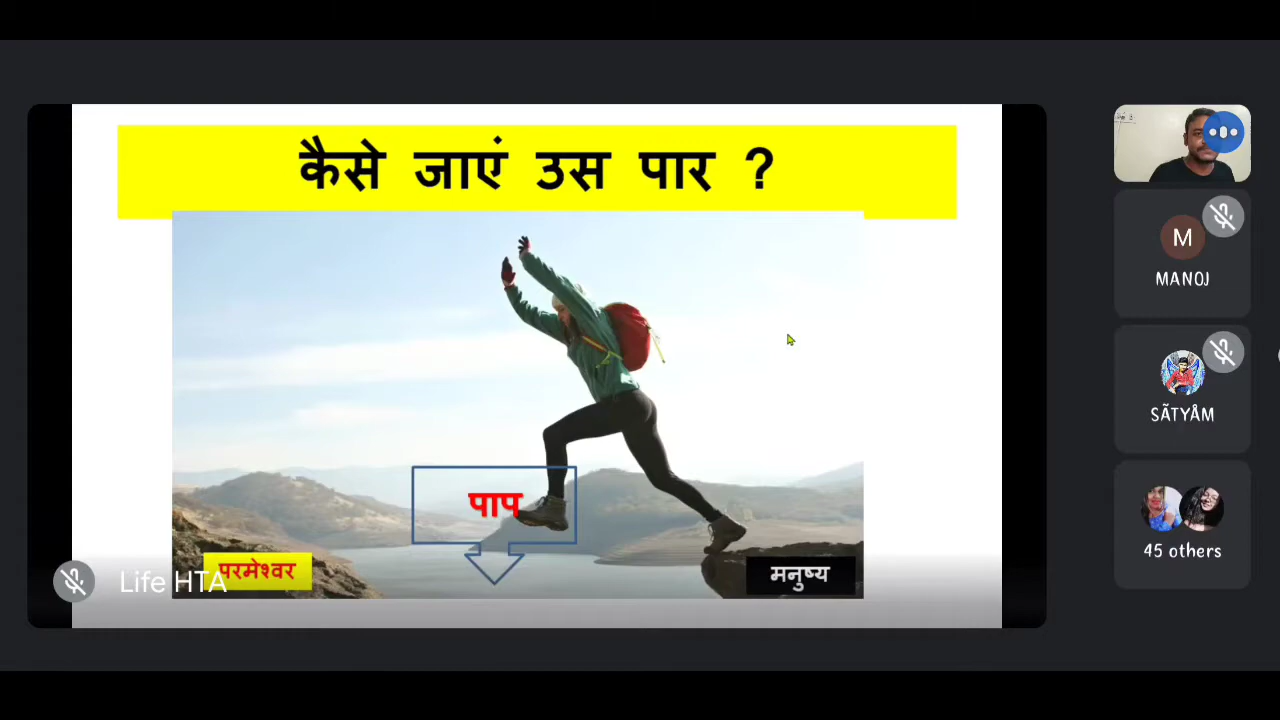 कैसे जाएं उस पार ?
पाप
परमेश्वर
मनुष्य
Life HTA
M
MANOJ
SÃTYÂM
45 others